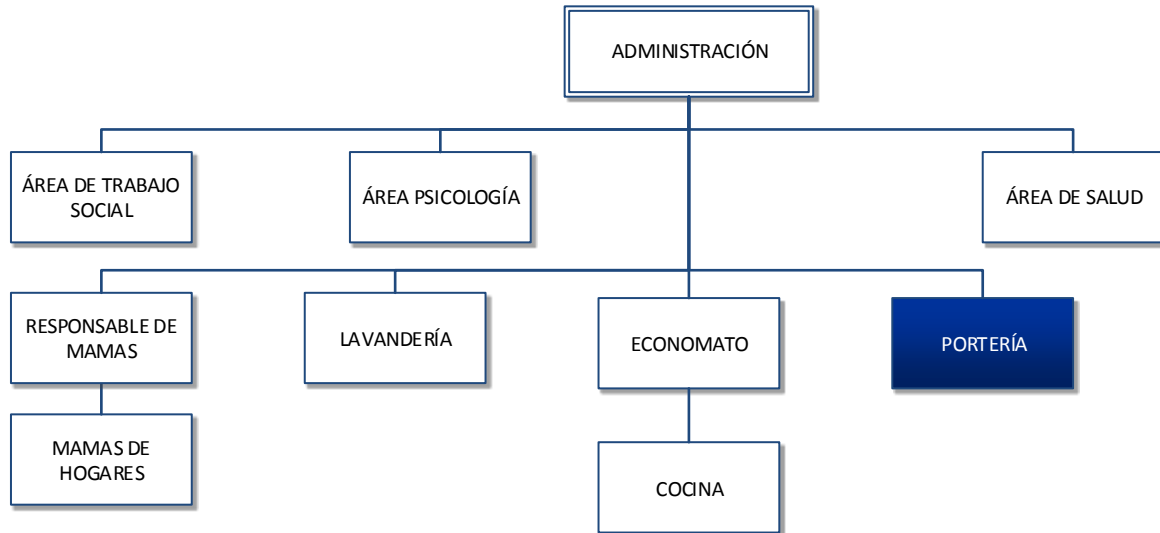 ADMINISTRACIÓN
ÁREA DE TRABAJO
SOCIAL
ÁREA PSICOLOGÍA
ÁREA DE SALUD
RESPONSABLE DE
MAMAS
LAVANDERÍA
ECONOMATO
PORTERÍA
MAMAS DE
HOGARES
COCINA